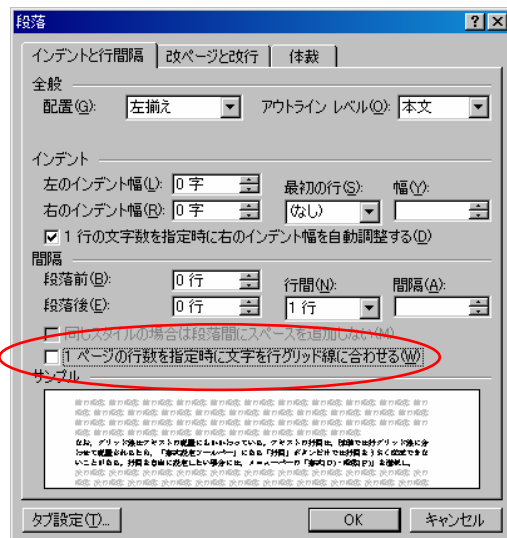 段落
インデントと行間隔 改ページと改行 体裁
全般
配置(G): 左揃え アウトライン レベル(O): 本文
インデント
左のインデント幅(L): 0 字 最初の行(S): 幅(Y):
右のインデント幅(R): 0 字 (なし)
1 行の文字数を指定時に右のインデント幅を自動調整する(D)
間隔
段落前(B): 0 行 行間(N): 間隔(A):
段落後(E): 0 行 1 行
同じスタイルの場合は段落間にスペースを追加しない(M)
1 ページの行数を指定時に文字を行グリッド線に合わせる(W)
サンプル
タブ設定(T)... OK キャンセル